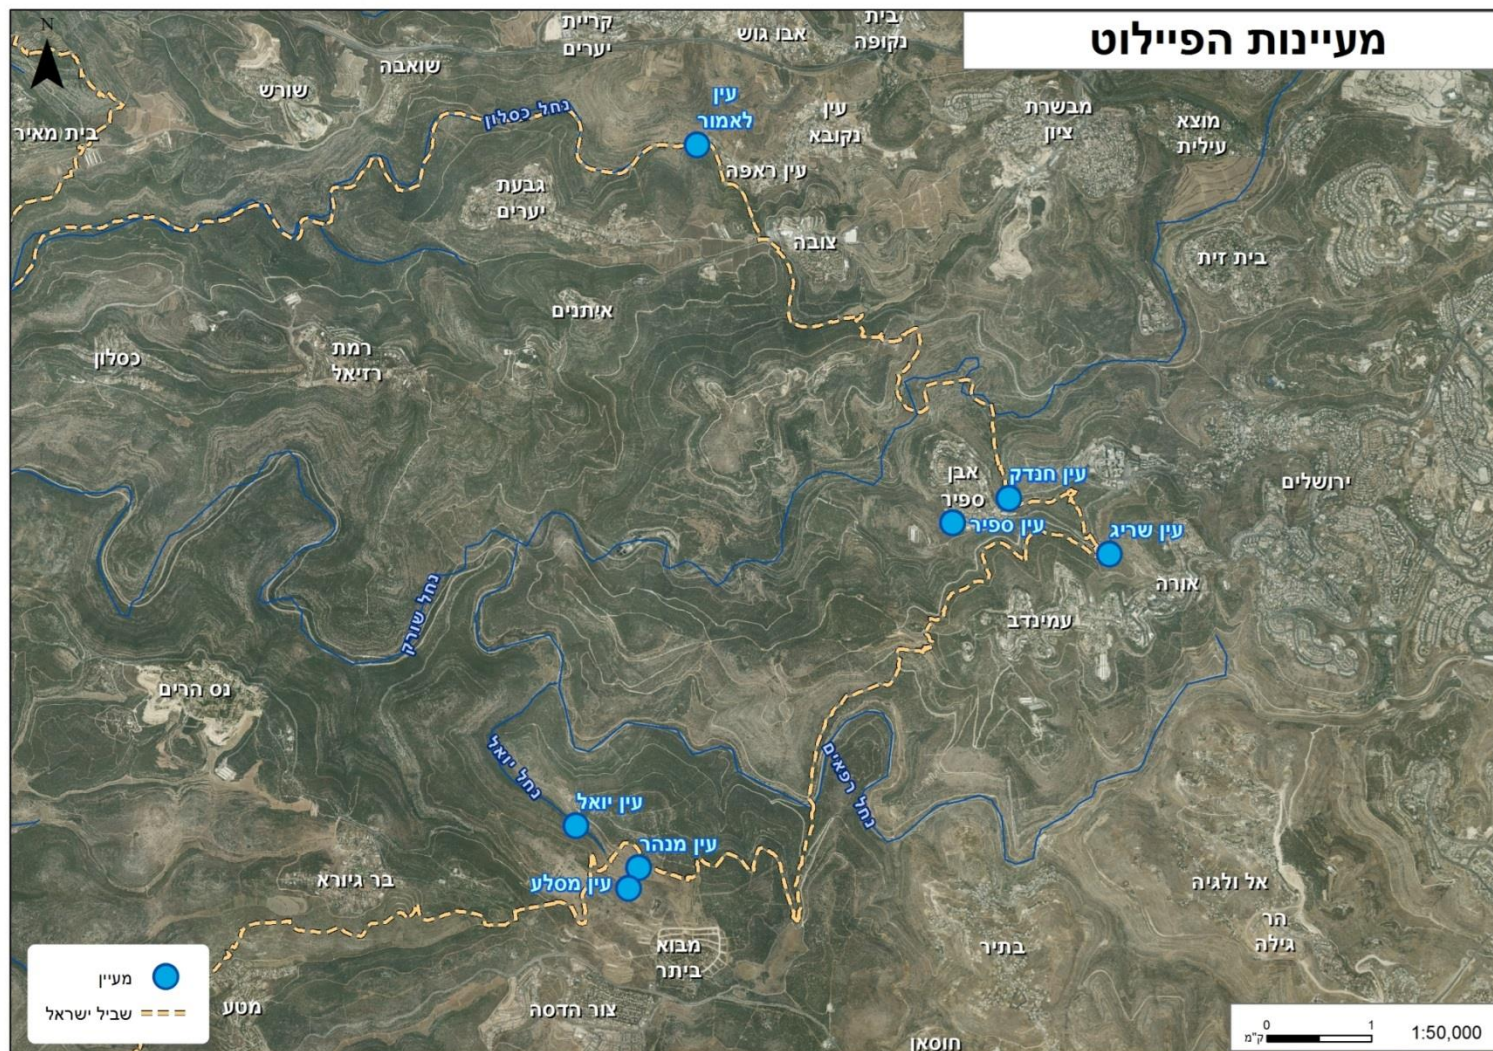 מעיינות הפיילוט
N
קריית
יערים
אבו גוש
בית
נקופה
שואבה
שורש
בית מאיר
נחל כסלון
עין
לאמור
עין
נקובא
מבשרת
ציון
מוצא
עילית
עין ראפה
גבעת
יערים
צובה
בית זית
איתנים
כסלון
רמת
רזיאל
אבן
ספיר
עין חנדק
ירושלים
עין ספיר
עין שריג
אורה
נחל שורק
עמינדב
נס הרים
נחל יואל
נחל רפאים
עין יואל
עין מנהר
עין מסלע
בר גיורא
אל ולגיה
הר
גילה
מבוא
ביתר
בתיר
מטע
צור הדסה
חוסאן
מעיין
שביל ישראל
0 1
ק"מ
1:50,000